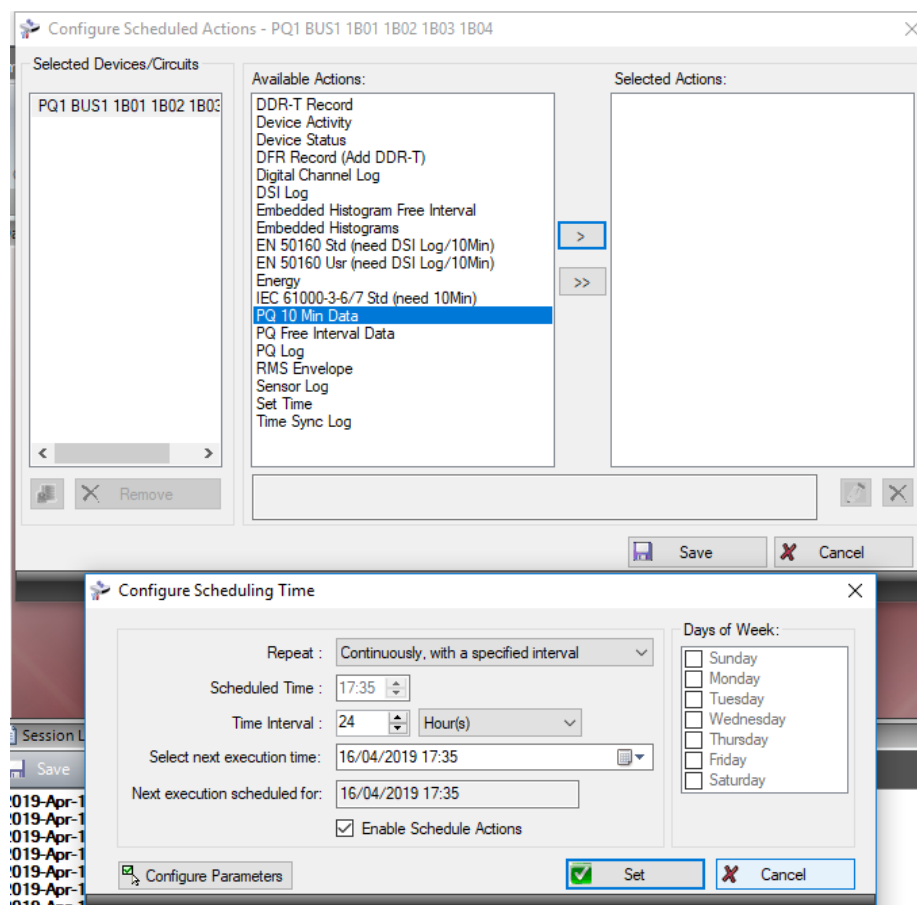 Configure Scheduled Actions - PQ1 BUS1 1B01 1B02 1B03 1B04
Selected Devices/Circuits
PQ1 BUS1 1B01 1B02 1B03
Remove
Available Actions:
DDR-T Record
Device Activity
Device Status
DFR Record (Add DDR-T)
Digital Channel Log
DSI Log
Embedded Histogram Free Interval
Embedded Histograms
EN 50160 Std (need DSI Log/10Min)
EN 50160 Usr (need DSI Log/10Min)
Energy
IEC 61000-3-6/7 Std (need 10Min)
PQ 10 Min Data
PQ Free Interval Data
PQ Log
RMS Envelope
Sensor Log
Set Time
Time Sync Log
>
>>
Selected Actions:
Save
Cancel
Configure Scheduling Time
Repeat : Continuously, with a specified interval
Scheduled Time : 17:35
Time Interval : 24 Hour(s)
Select next execution time: 16/04/2019 17:35
Next execution scheduled for: 16/04/2019 17:35
Enable Schedule Actions
Configure Parameters
Set
Cancel
Days of Week:
Sunday
Monday
Tuesday
Wednesday
Thursday
Friday
Saturday
Session L
Save
2019-Apr-1
2019-Apr-1
2019-Apr-1
2019-Apr-1
2019-Apr-1
2019-Apr-1